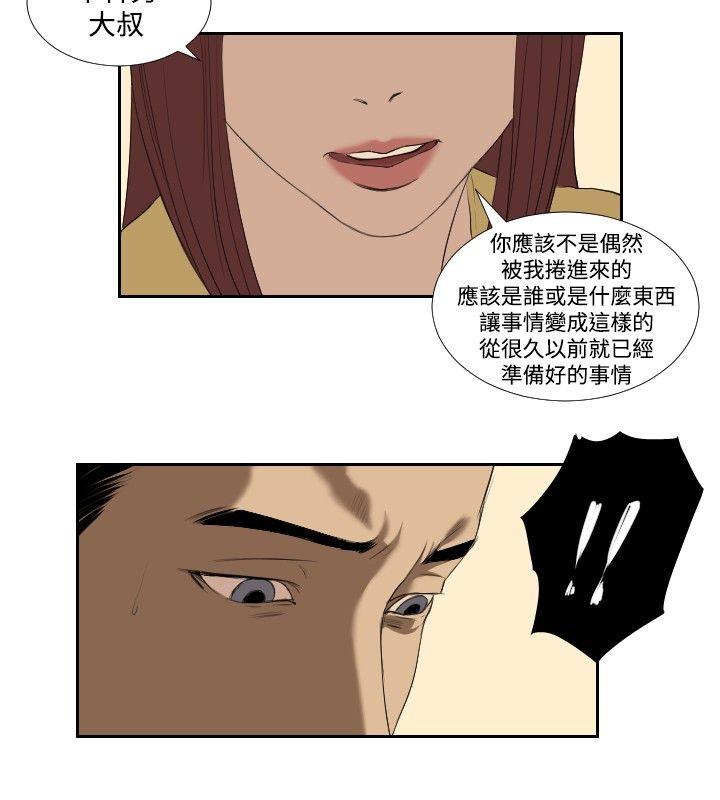 大叔
你應該不是偶然
被我捲進來的
應該是誰或是什麼東西
讓事情變成這樣的
從很久以前就已經
準備好的事情
!!